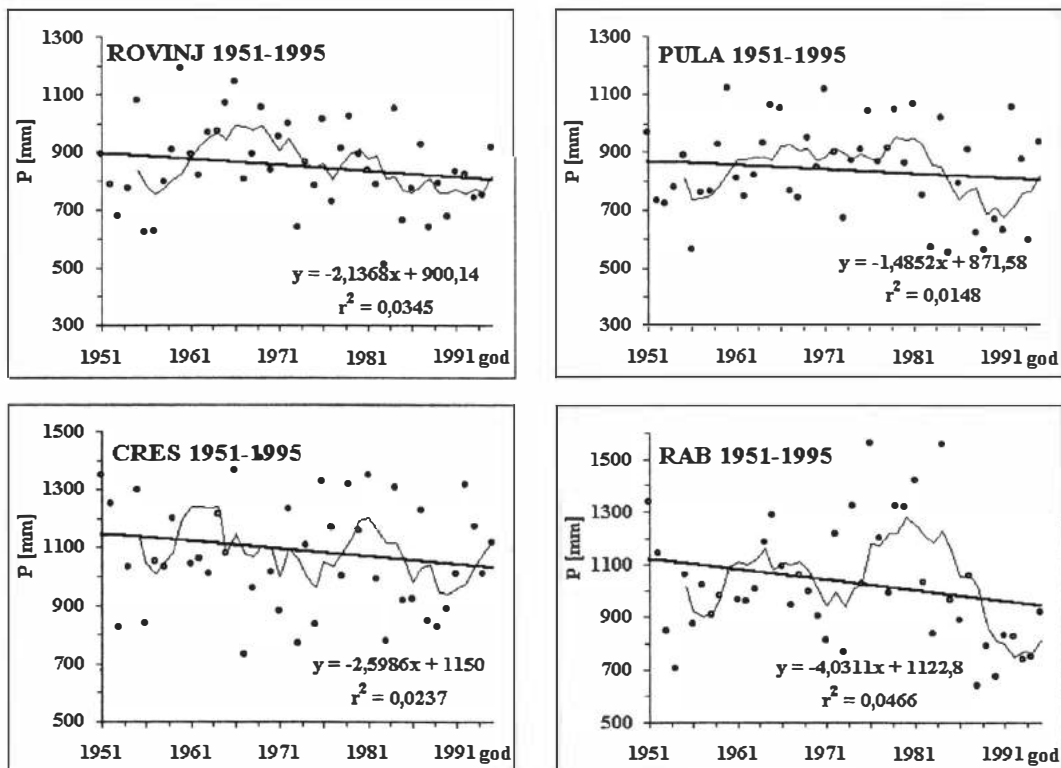 ROVINJ 1951-1995
P [mm]
1300
1100
900
700
500
300
y = -2,1368x + 900,14
r² = 0,0345
1951 1961 1971 1981 1991 god
PULA 1951-1995
1300
1100
900
700
500
300
y = -1,4852x + 871,58
r² = 0,0148
1951 1961 1971 1981 1991
CRES 1951-1995
P [mm]
1500
1300
1100
900
700
500
y = -2,5986x + 1150
r² = 0,0237
1951 1961 1971 1981 1991 god
RAB 1951-1995
P [mm]
1500
1300
1100
900
700
500
y = -4,0311x + 1122,8
r² = 0,0466
1951 1961 1971 1981 1991 god